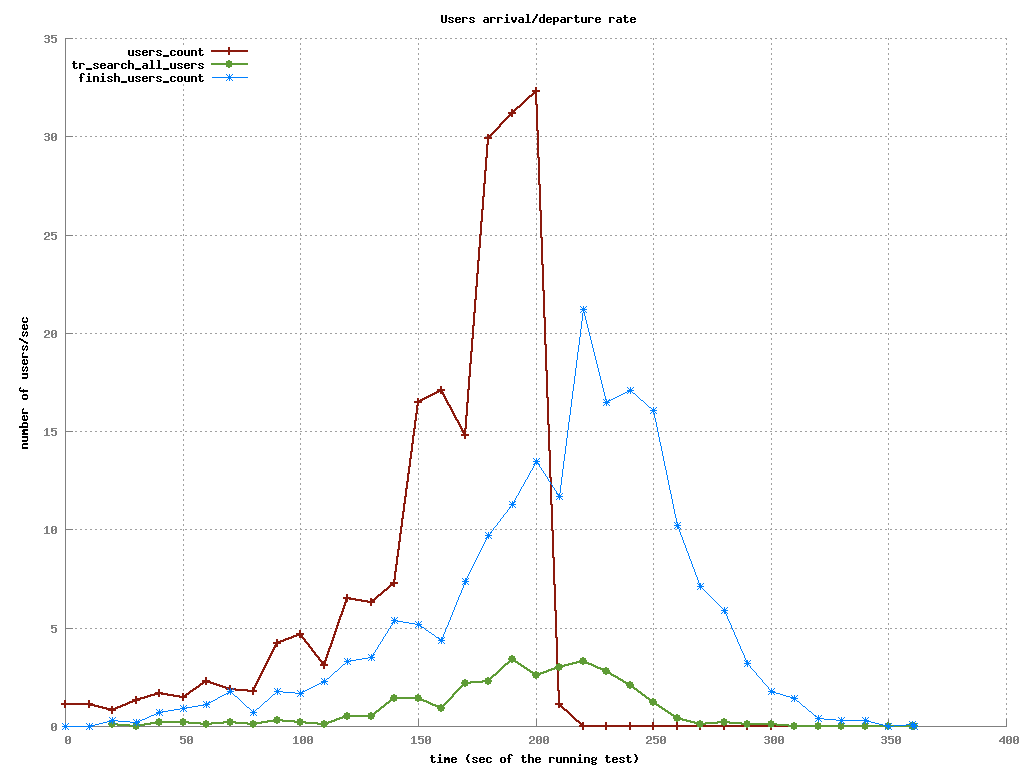 Users arrival/departure rate
users_count
tr_search_all_users
finish_users_count
35
30
25
20
15
10
5
0
number of users/sec
0 50 100 150 200 250 300 350 400
time (sec of the running test)